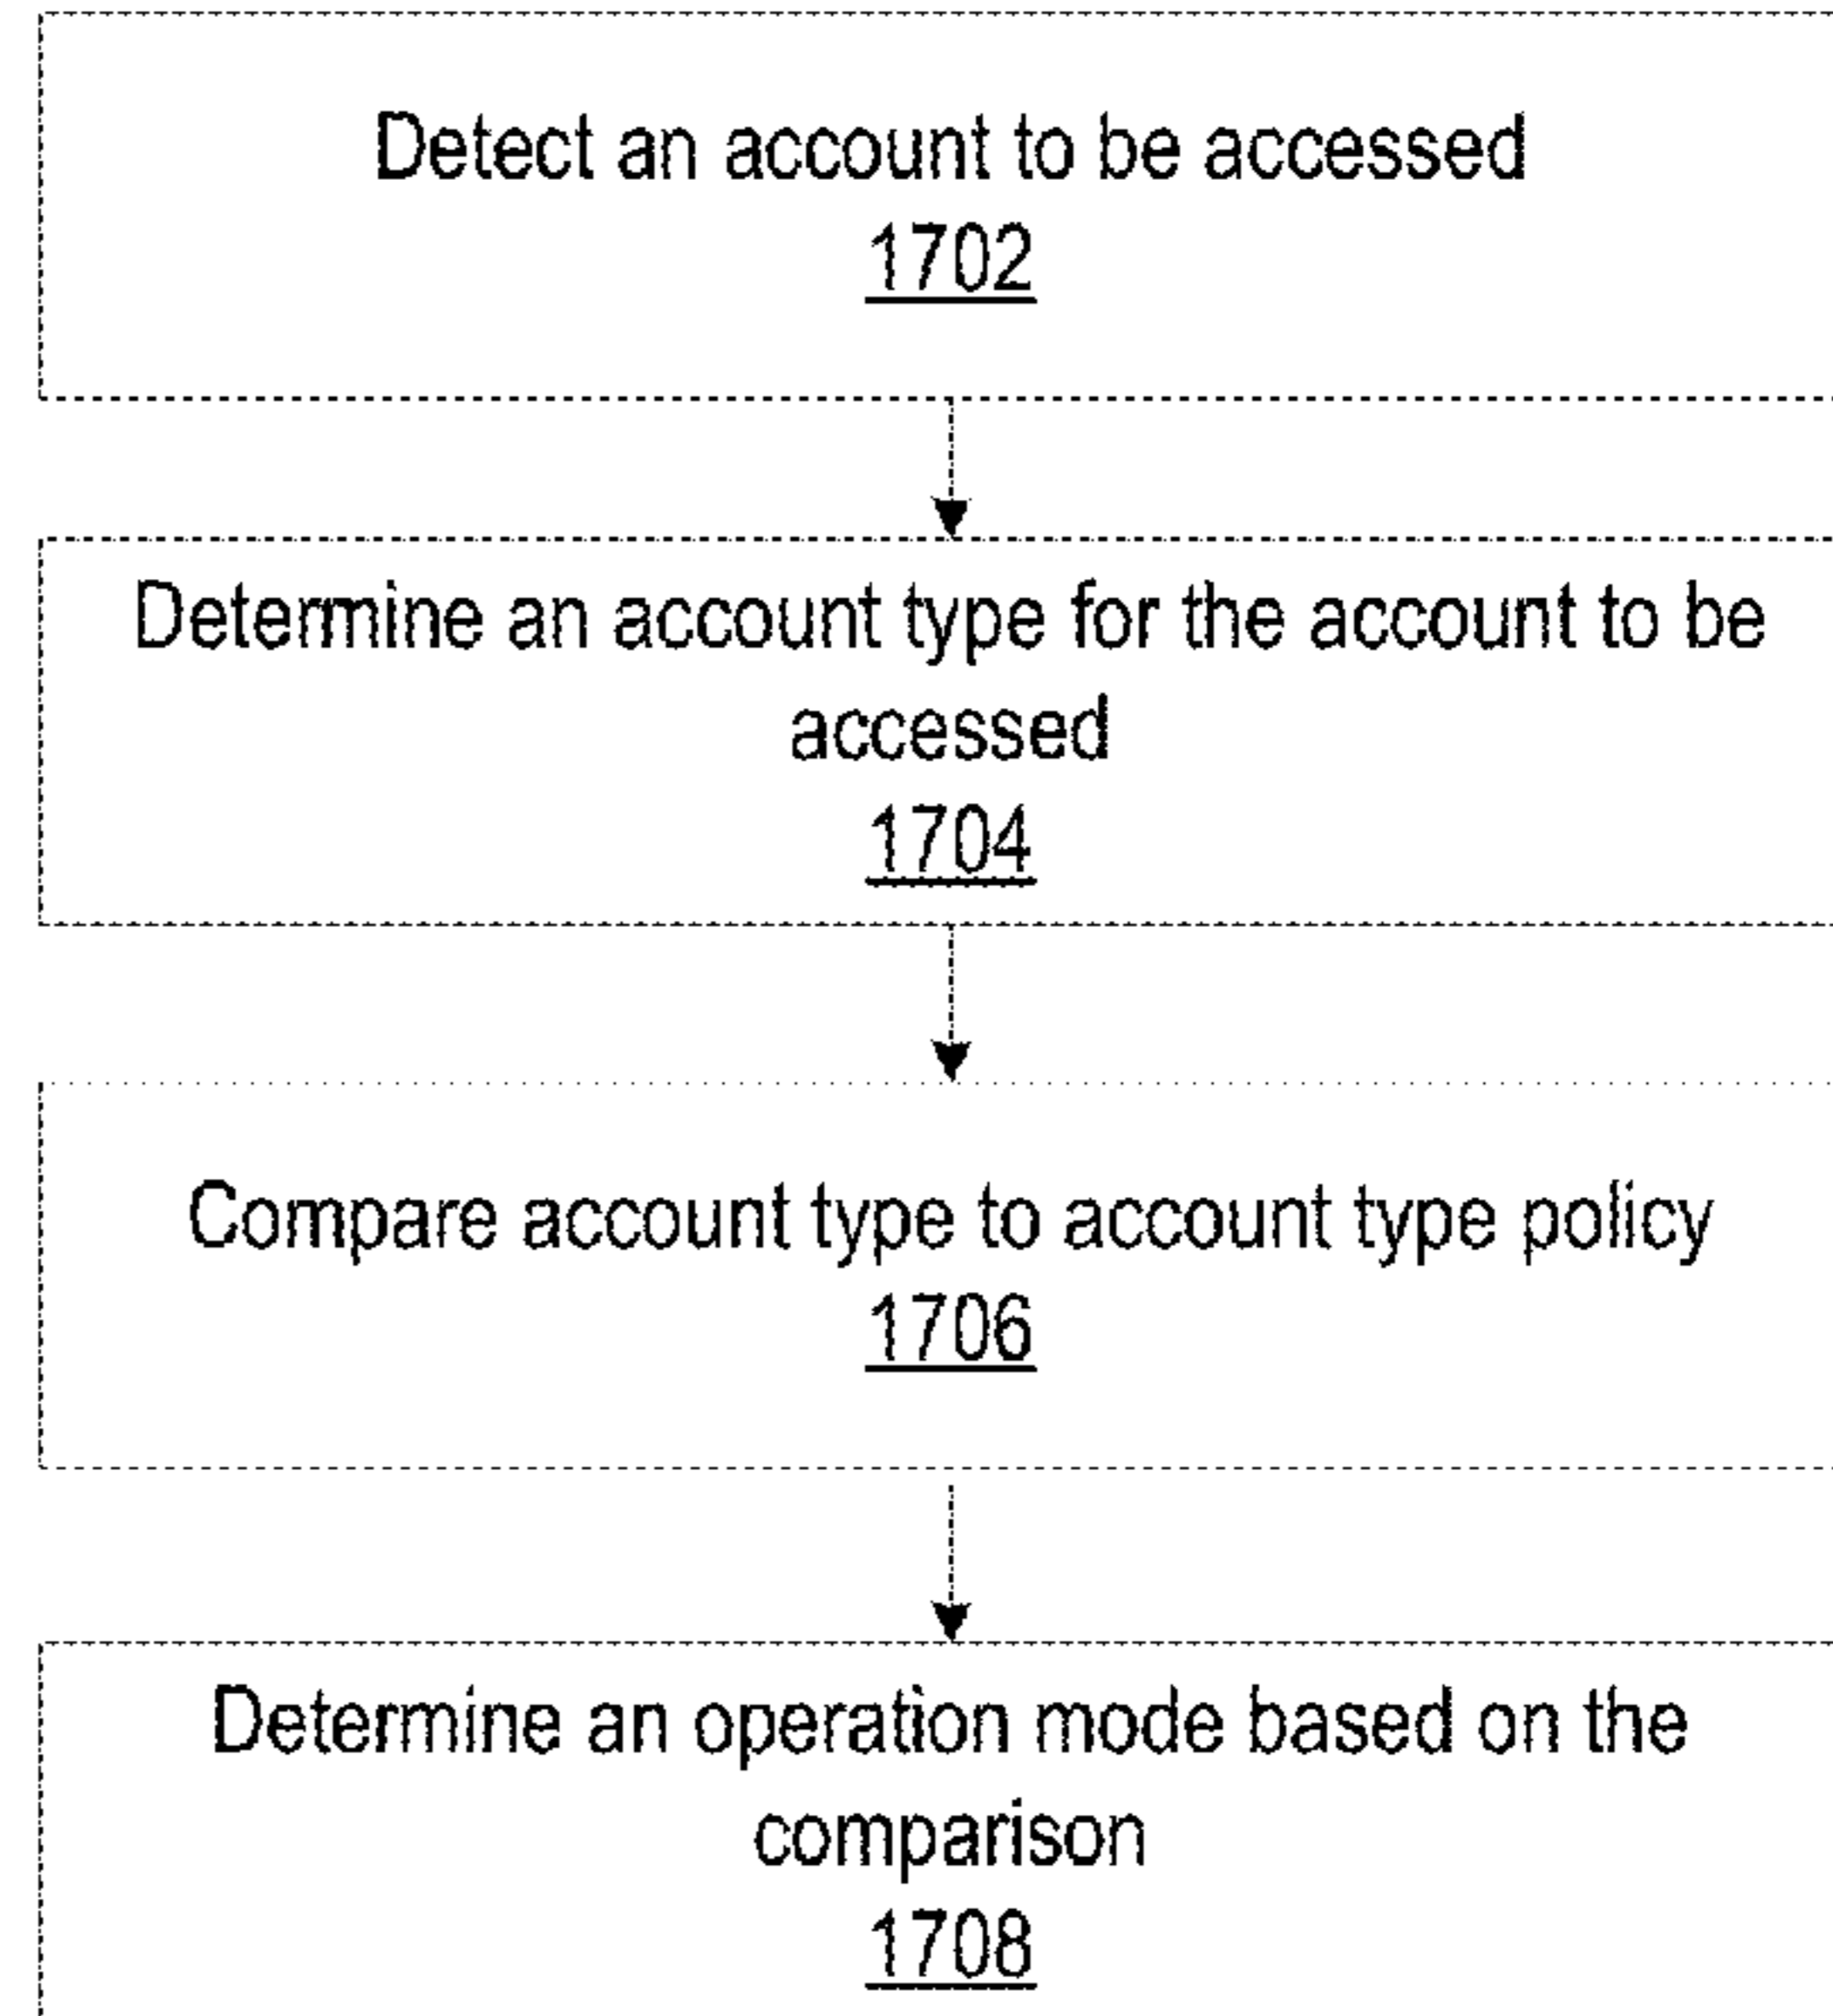 Detect an account to be accessed
1702
Determine an account type for the account to be
accessed
1704
Compare account type to account type policy
1706
Determine an operation mode based on the
comparison
1708